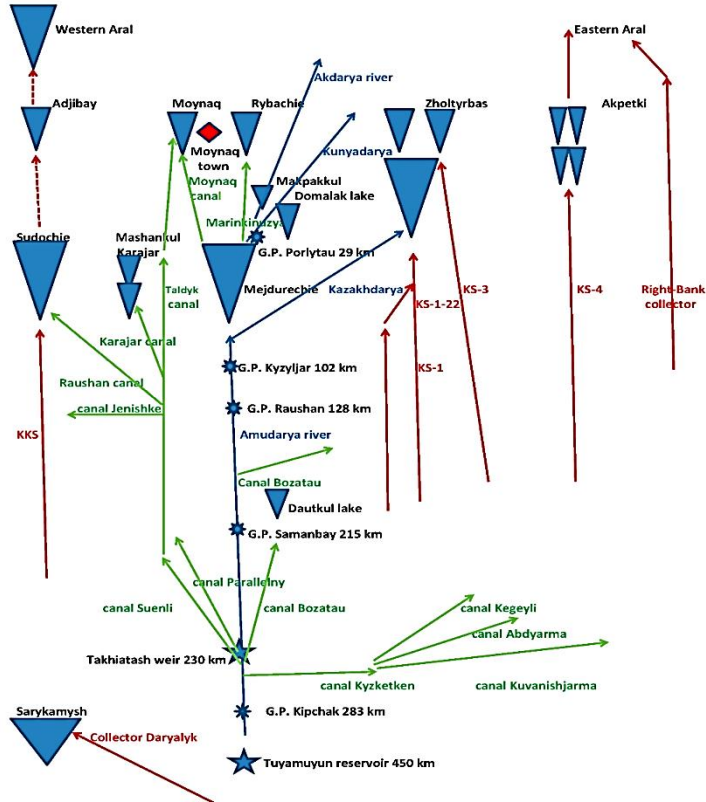 Western Aral
Eastern Aral
Akdarya river
Adjibay
Moynaq
Rybachie
Zholtyrbas
Akpetki
Moynaq
town
Kunyadarya
Moynaq
canal
Makpakkul
Domalak lake
Marinkinuzyak
Sudochie
Mashankul
Karajar
G.P. Porlytau 29 km
Taldyk
canal
Mejdurechie
Kazakhdarya
KS-1-22
KS-3
KS-4
Right-Bank
collector
Karajar canal
KS-1
G.P. Kyzyljar 102 km
Raushan canal
canal Jenishke
G.P. Raushan 128 km
KKS
Amudarya river
Canal Bozatau
Dautkul lake
G.P. Samanbay 215 km
canal Parallelny
canal Suenli
canal Bozatau
canal Kegeyli
canal Abdyarma
Takhiatash weir 230 km
canal Kyzketken
canal Kuvanishjarma
G.P. Kipchak 283 km
Sarykamysh
Collector Daryalyk
Tuyamuyun reservoir 450 km